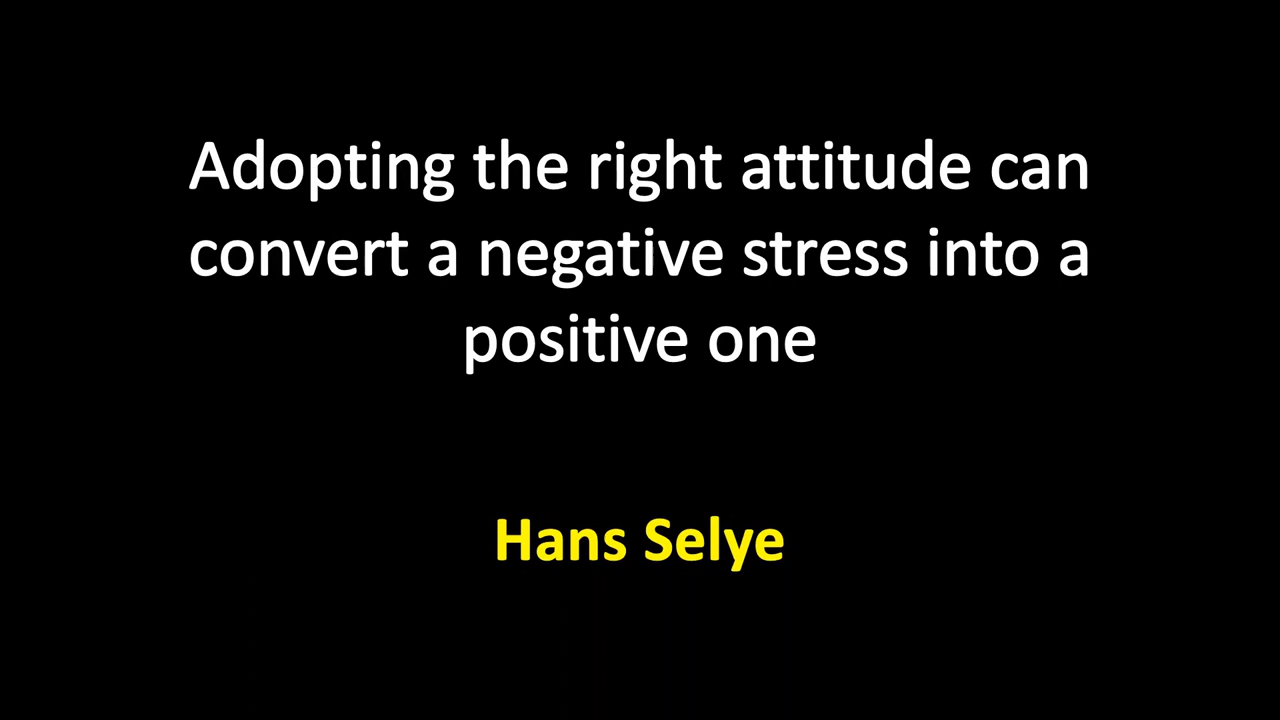 Adopting the right attitude can
convert a negative stress into a
positive one
Hans Selye